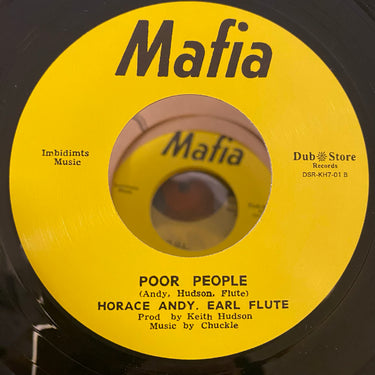 Mafia
Imbidimts
Music
Dub Store
Records
DSR-KH7-01 B
Mafia
POOR PEOPLE
(Andy, Hudson, Flute)
HORACE ANDY. EARL FLUTE
Prod by Keith Hudson
Music by Chuckle